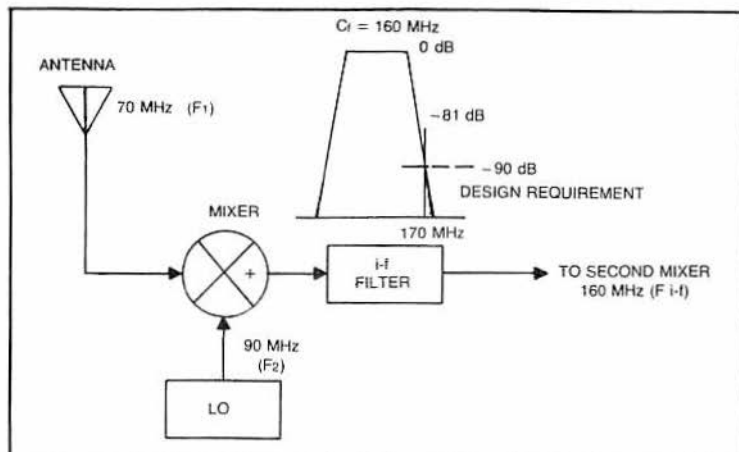 Cf = 160 MHz
0 dB
ANTENNA
70 MHz (F1)
-81 dB
-90 dB
DESIGN REQUIREMENT
MIXER
170 MHz
+
i-f
FILTER
TO SECOND MIXER
160 MHz (F i-f)
90 MHz
(F2)
LO